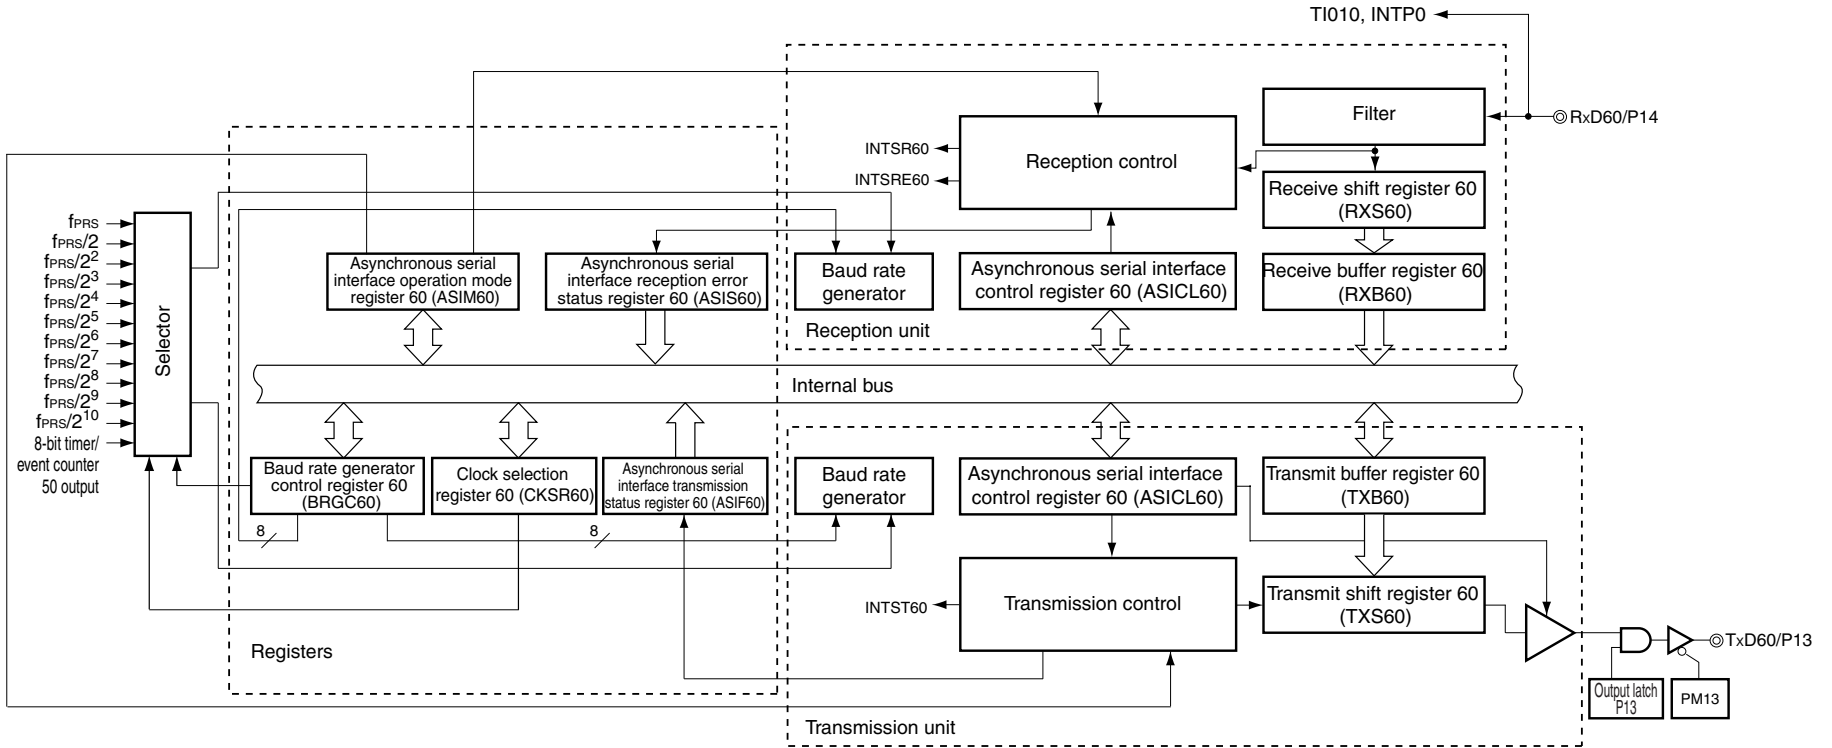 TI010, INTP0
Filter
RxD60/P14
INTSR60
INTSRE60
Reception control
Receive shift register 60
(RXS60)
fPRS
fPRS/2
fPRS/2²
fPRS/2³
fPRS/2⁴
fPRS/2⁵
fPRS/2⁶
fPRS/2⁷
fPRS/2⁸
fPRS/2⁹
fPRS/2¹⁰
8-bit timer/
event counter
50 output
Selector
Asynchronous serial
interface operation mode
register 60 (ASIM60)
Asynchronous serial
interface reception error
status register 60 (ASIS60)
Baud rate
generator
Asynchronous serial interface
control register 60 (ASICL60)
Receive buffer register 60
(RXB60)
Reception unit
Internal bus
Baud rate generator
control register 60
(BRGC60)
Clock selection
register 60 (CKSR60)
Asynchronous serial
interface transmission
status register 60 (ASIF60)
Baud rate
generator
Asynchronous serial interface
control register 60 (ASICL60)
Transmit buffer register 60
(TXB60)
8
8
INTST60
Transmission control
Transmit shift register 60
(TXS60)
Registers
TxD60/P13
Output latch
P13
PM13
Transmission unit